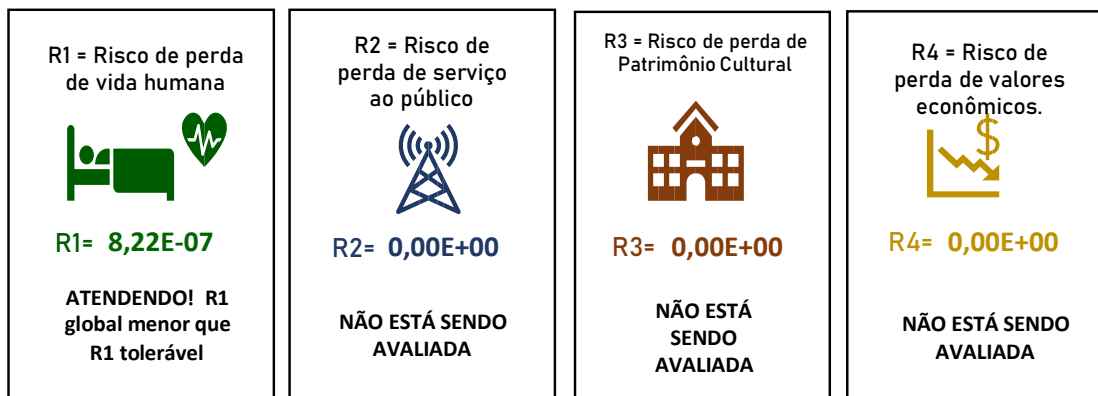 R1 = Risco de perda
de vida humana
R1= 8,22E-07
ATENDENDO! R1
global menor que
R1 tolerável
R2 = Risco de
perda de serviço
ao público
R2= 0,00E+00
NÃO ESTÁ SENDO
AVALIADA
R3 = Risco de perda de
Patrimônio Cultural
R3= 0,00E+00
NÃO ESTÁ
SENDO
AVALIADA
R4 = Risco de
perda de valores
econômicos.
$
R4= 0,00E+00
NÃO ESTÁ SENDO
AVALIADA